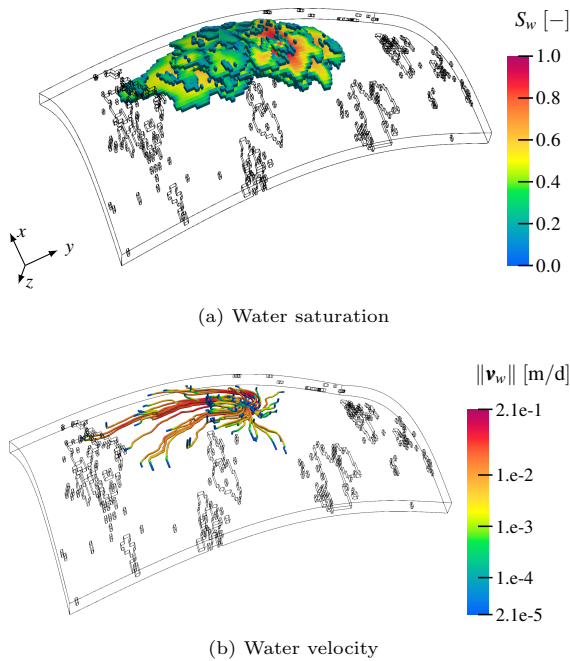 S_w [−]
1.0
0.8
0.6
0.4
0.2
0.0
x
y
z
(a) Water saturation
‖v_w‖ [m/d]
2.1e-1
1.e-2
1.e-3
1.e-4
2.1e-5
(b) Water velocity